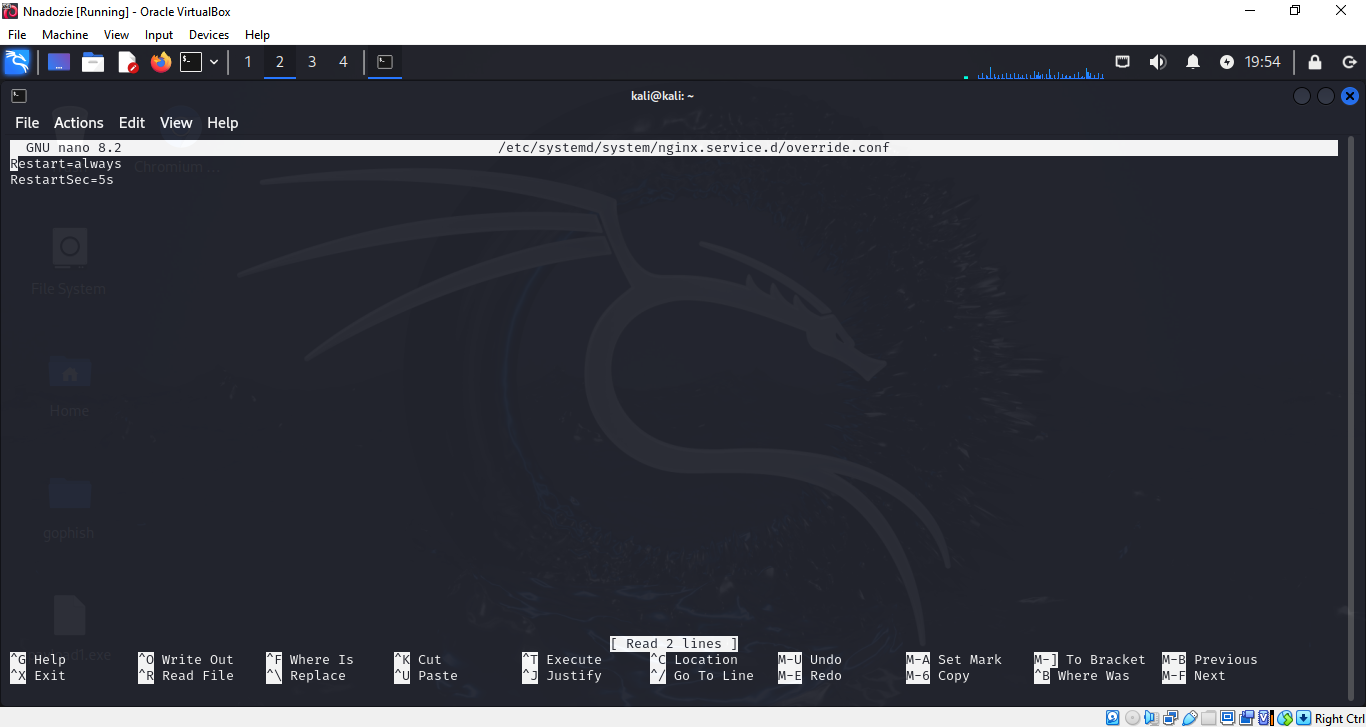 Nnadozie [Running] - Oracle VirtualBox
File Machine View Input Devices Help
1 2 3 4 19:54
kali@kali: ~
File Actions Edit View Help
GNU nano 8.2 /etc/systemd/system/nginx.service.d/override.conf
Restart=always
RestartSec=5s
Chromium ...
File System
Home
gophish
[ Read 2 lines ]
^G Help ^O Write Out ^F Where Is ^K Cut ^T Execute ^C Location M-U Undo M-A Set Mark M-] To Bracket M-B Previous
^X Exit ^R Read File ^\ Replace ^U Paste ^J Justify ^/ Go To Line M-E Redo M-6 Copy ^B Where Was M-F Next
Right Ctrl